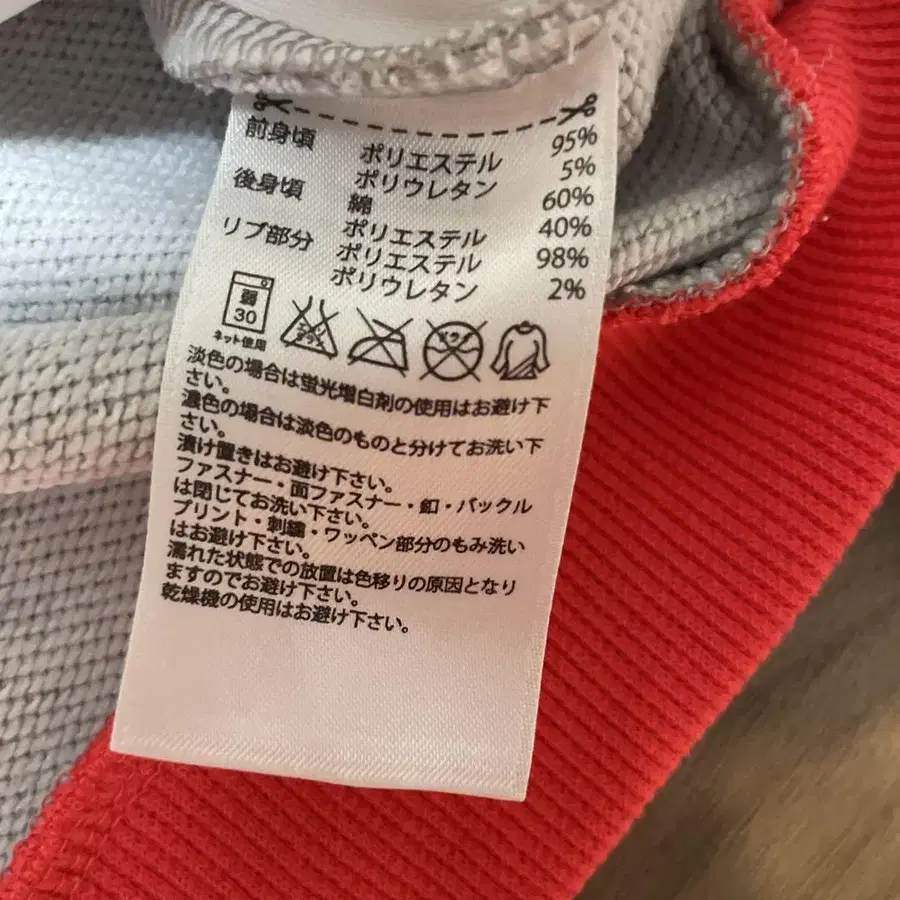 前身頃 ポリエステル 95%
ポリウレタン 5%
後身頃 綿 60%
ポリエステル 40%
リブ部分 ポリエステル 98%
ポリウレタン 2%
弱
30
ネット使用
淡色の場合は蛍光増白剤の使用はお避け下
さい。
濃色の場合は淡色のものと分けてお洗い下
さい。
漬け置きはお避け下さい。
ファスナー・面ファスナー・釦・バックル
は閉じてお洗い下さい。
プリント・刺繍・ワッペン部分のもみ洗い
はお避け下さい。
濡れた状態での放置は色移りの原因となり
ますのでお避け下さい。
乾燥機の使用はお避け下さい。